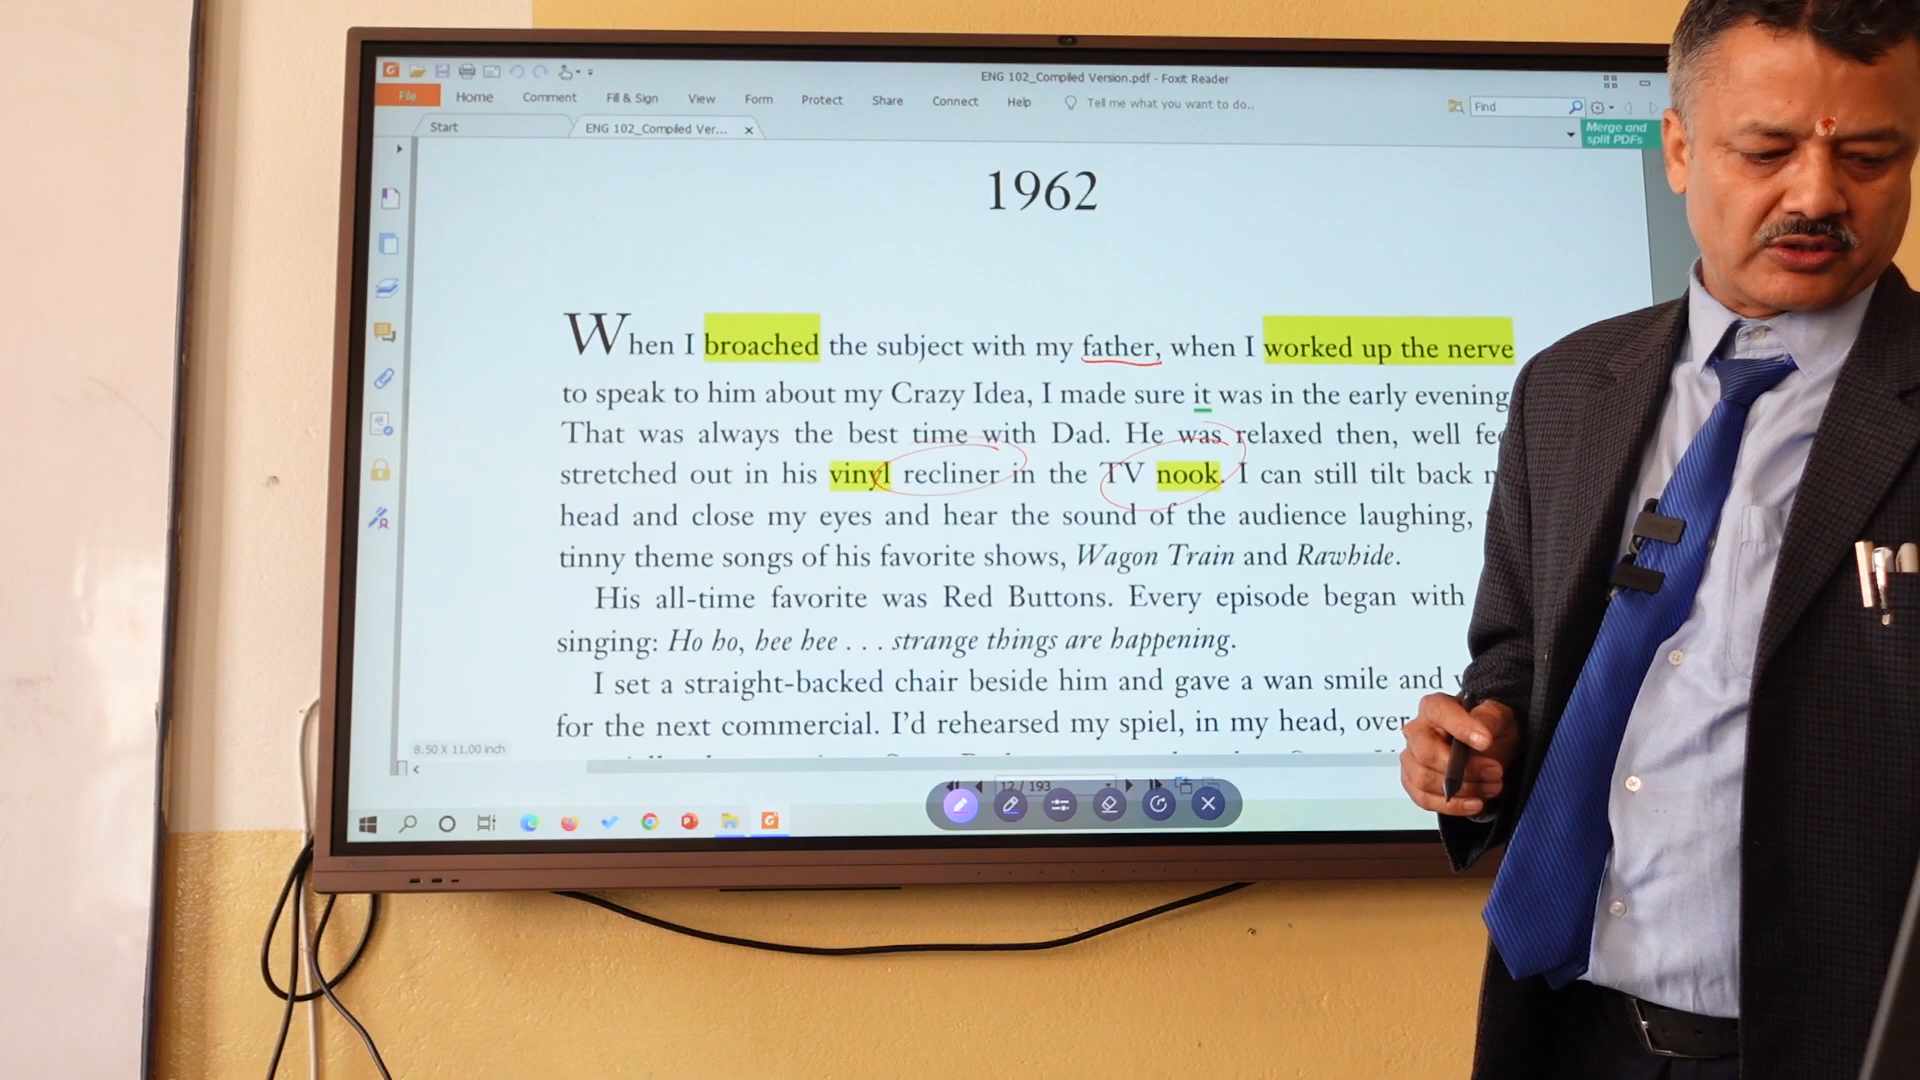 ENG 102_Compiled Version.pdf - Foxit Reader
File Home Comment Fill & Sign View Form Protect Share Connect Help Tell me what you want to do.. Find
Start ENG 102_Compiled Ver... Merge and
split PDFs
1962
When I broached the subject with my father, when I worked up the nerve
to speak to him about my Crazy Idea, I made sure it was in the early evening
That was always the best time with Dad. He was relaxed then, well
stretched out in his vinyl recliner in the TV nook. I can still tilt back
head and close my eyes and hear the sound of the audience laughing,
tinny theme songs of his favorite shows, Wagon Train and Rawhide.
His all-time favorite was Red Buttons. Every episode began with
singing: Ho ho, hee hee . . . strange things are happening.
I set a straight-backed chair beside him and gave a wan smile and
for the next commercial. I'd rehearsed my spiel, in my head, over
8.50 X 11.00 inch
12 / 193